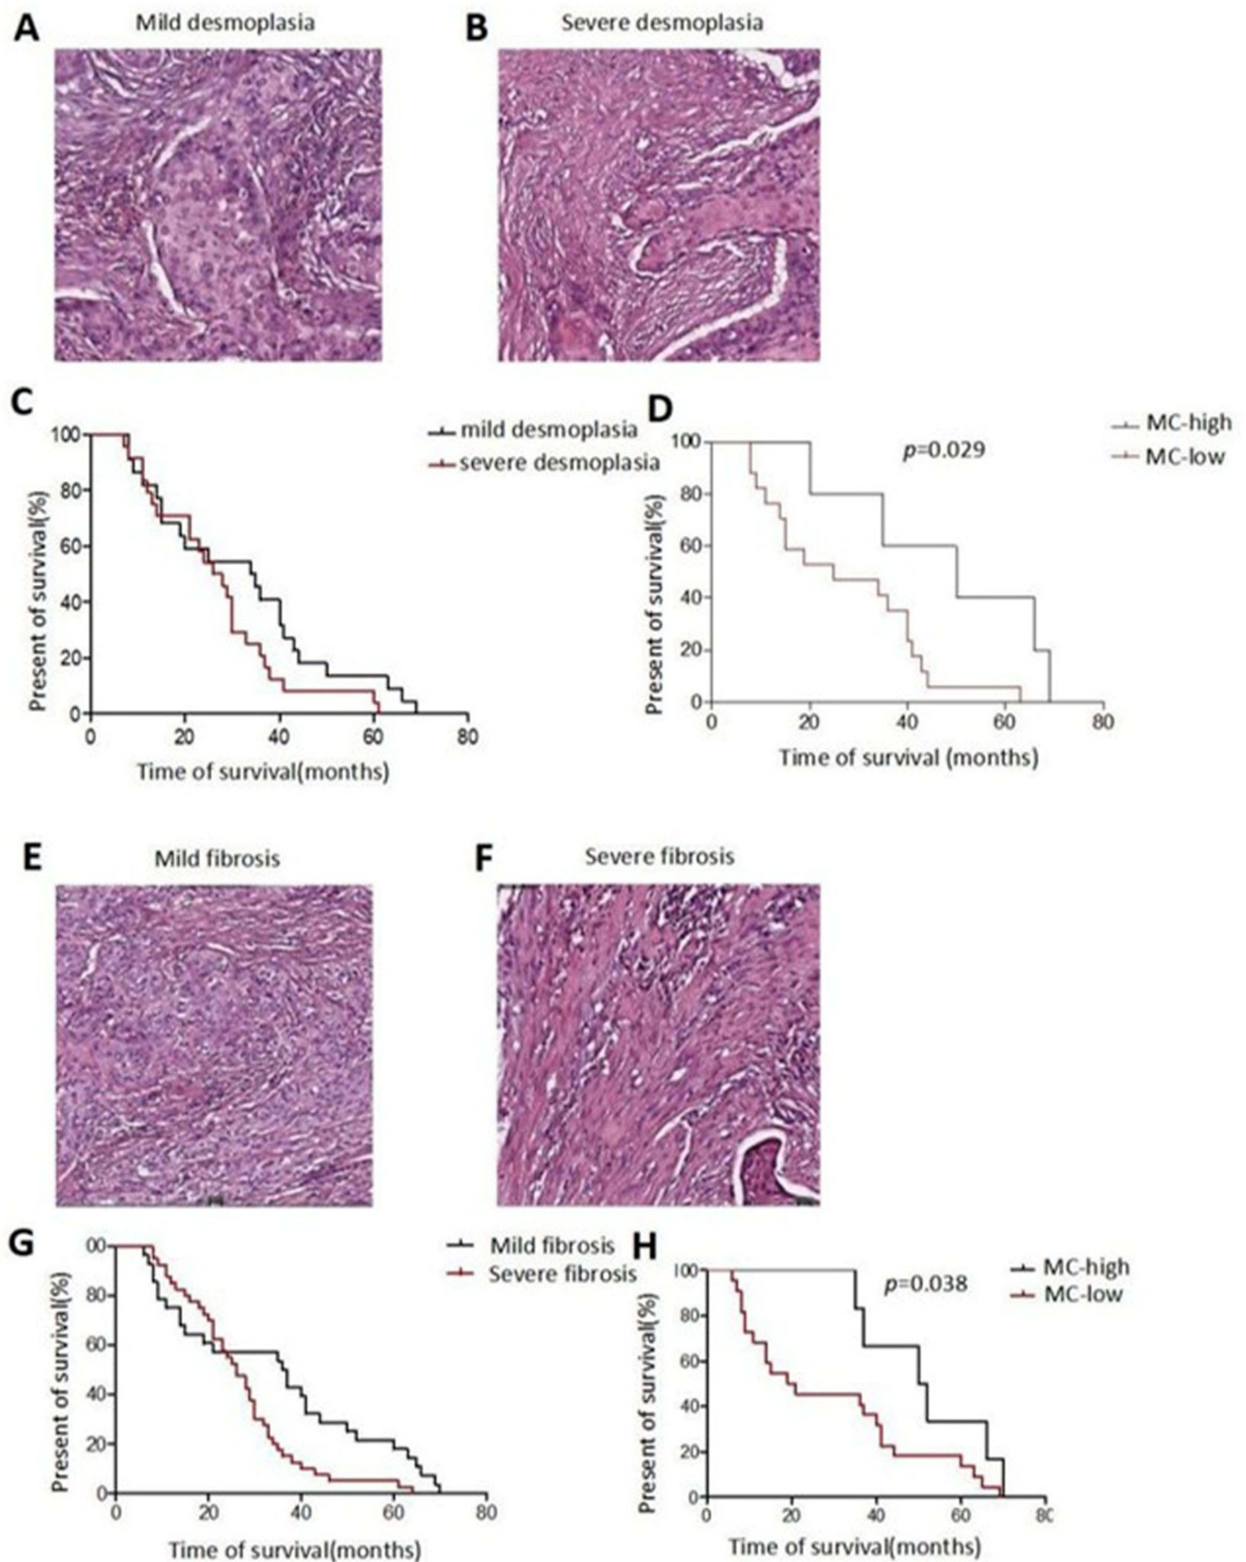 A Mild desmoplasia
B Severe desmoplasia
C
100
80
60
40
20
0
0 20 40 60 80
Present of survival(%)
Time of survival(months)
mild desmoplasia
severe desmoplasia
D
100
80
60
40
20
0
0 20 40 60 80
Present of survival(%)
Time of survival (months)
p=0.029
MC-high
MC-low
E Mild fibrosis
F Severe fibrosis
G
00
80
60
40
20
0
0 20 40 60 80
Present of survival(%)
Time of survival(months)
Mild fibrosis
Severe fibrosis
H
100
80
60
40
20
0
0 20 40 60 80
Present of survival(%)
Time of survival(months)
p=0.038
MC-high
MC-low